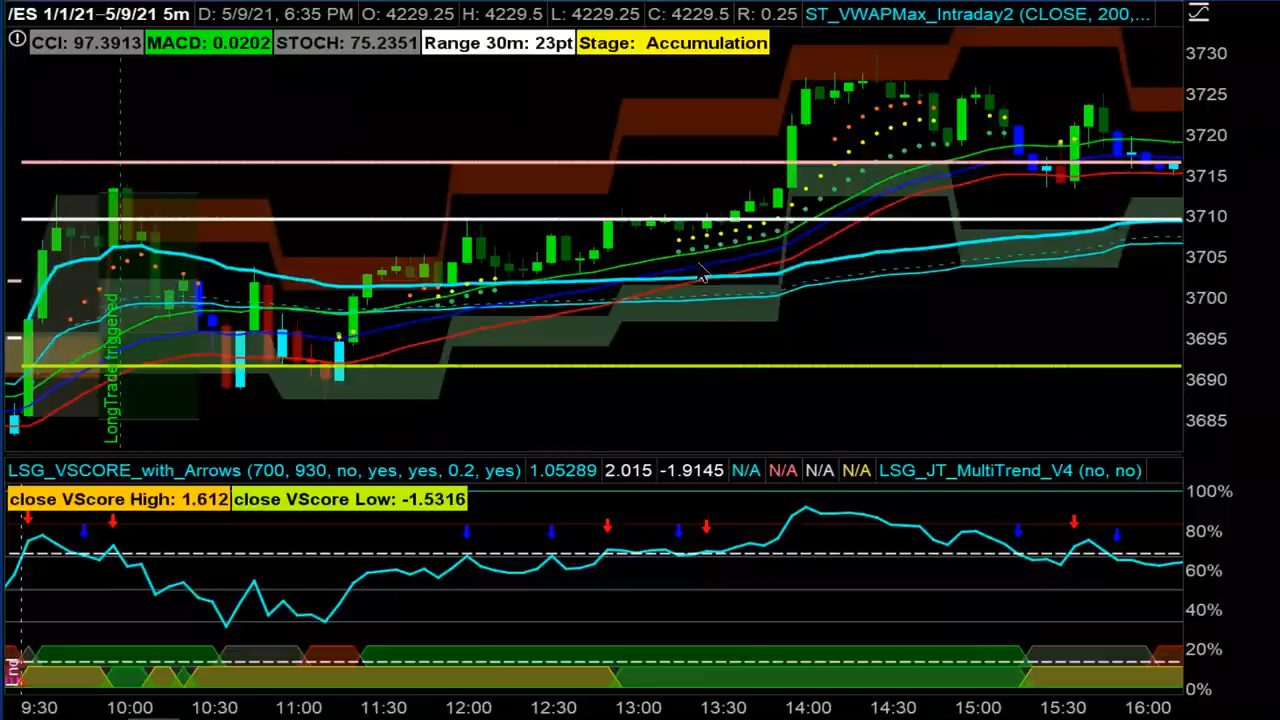 /ES 1/1/21–5/9/21 5m D: 5/9/21, 6:35 PM O: 4229.25 H: 4229.5 L: 4229.25 C: 4229.5 R: 0.25 ST_VWAPMax_Intraday2 (CLOSE, 200,...
CCI: 97.3913 MACD: 0.0202 STOCH: 75.2351 Range 30m: 23pt Stage: Accumulation
3730
3725
3720
3715
3710
3705
3700
3695
3690
3685
LongTrade triggered
LSG_VSCORE_with_Arrows (700, 930, no, yes, yes, 0.2, yes) 1.05289 2.015 -1.9145 N/A N/A N/A N/A LSG_JT_MultiTrend_V4 (no, no)
close VScore High: 1.612 close VScore Low: -1.5316
100%
80%
60%
40%
20%
0%
End
9:30 10:00 10:30 11:00 11:30 12:00 12:30 13:00 13:30 14:00 14:30 15:00 15:30 16:00